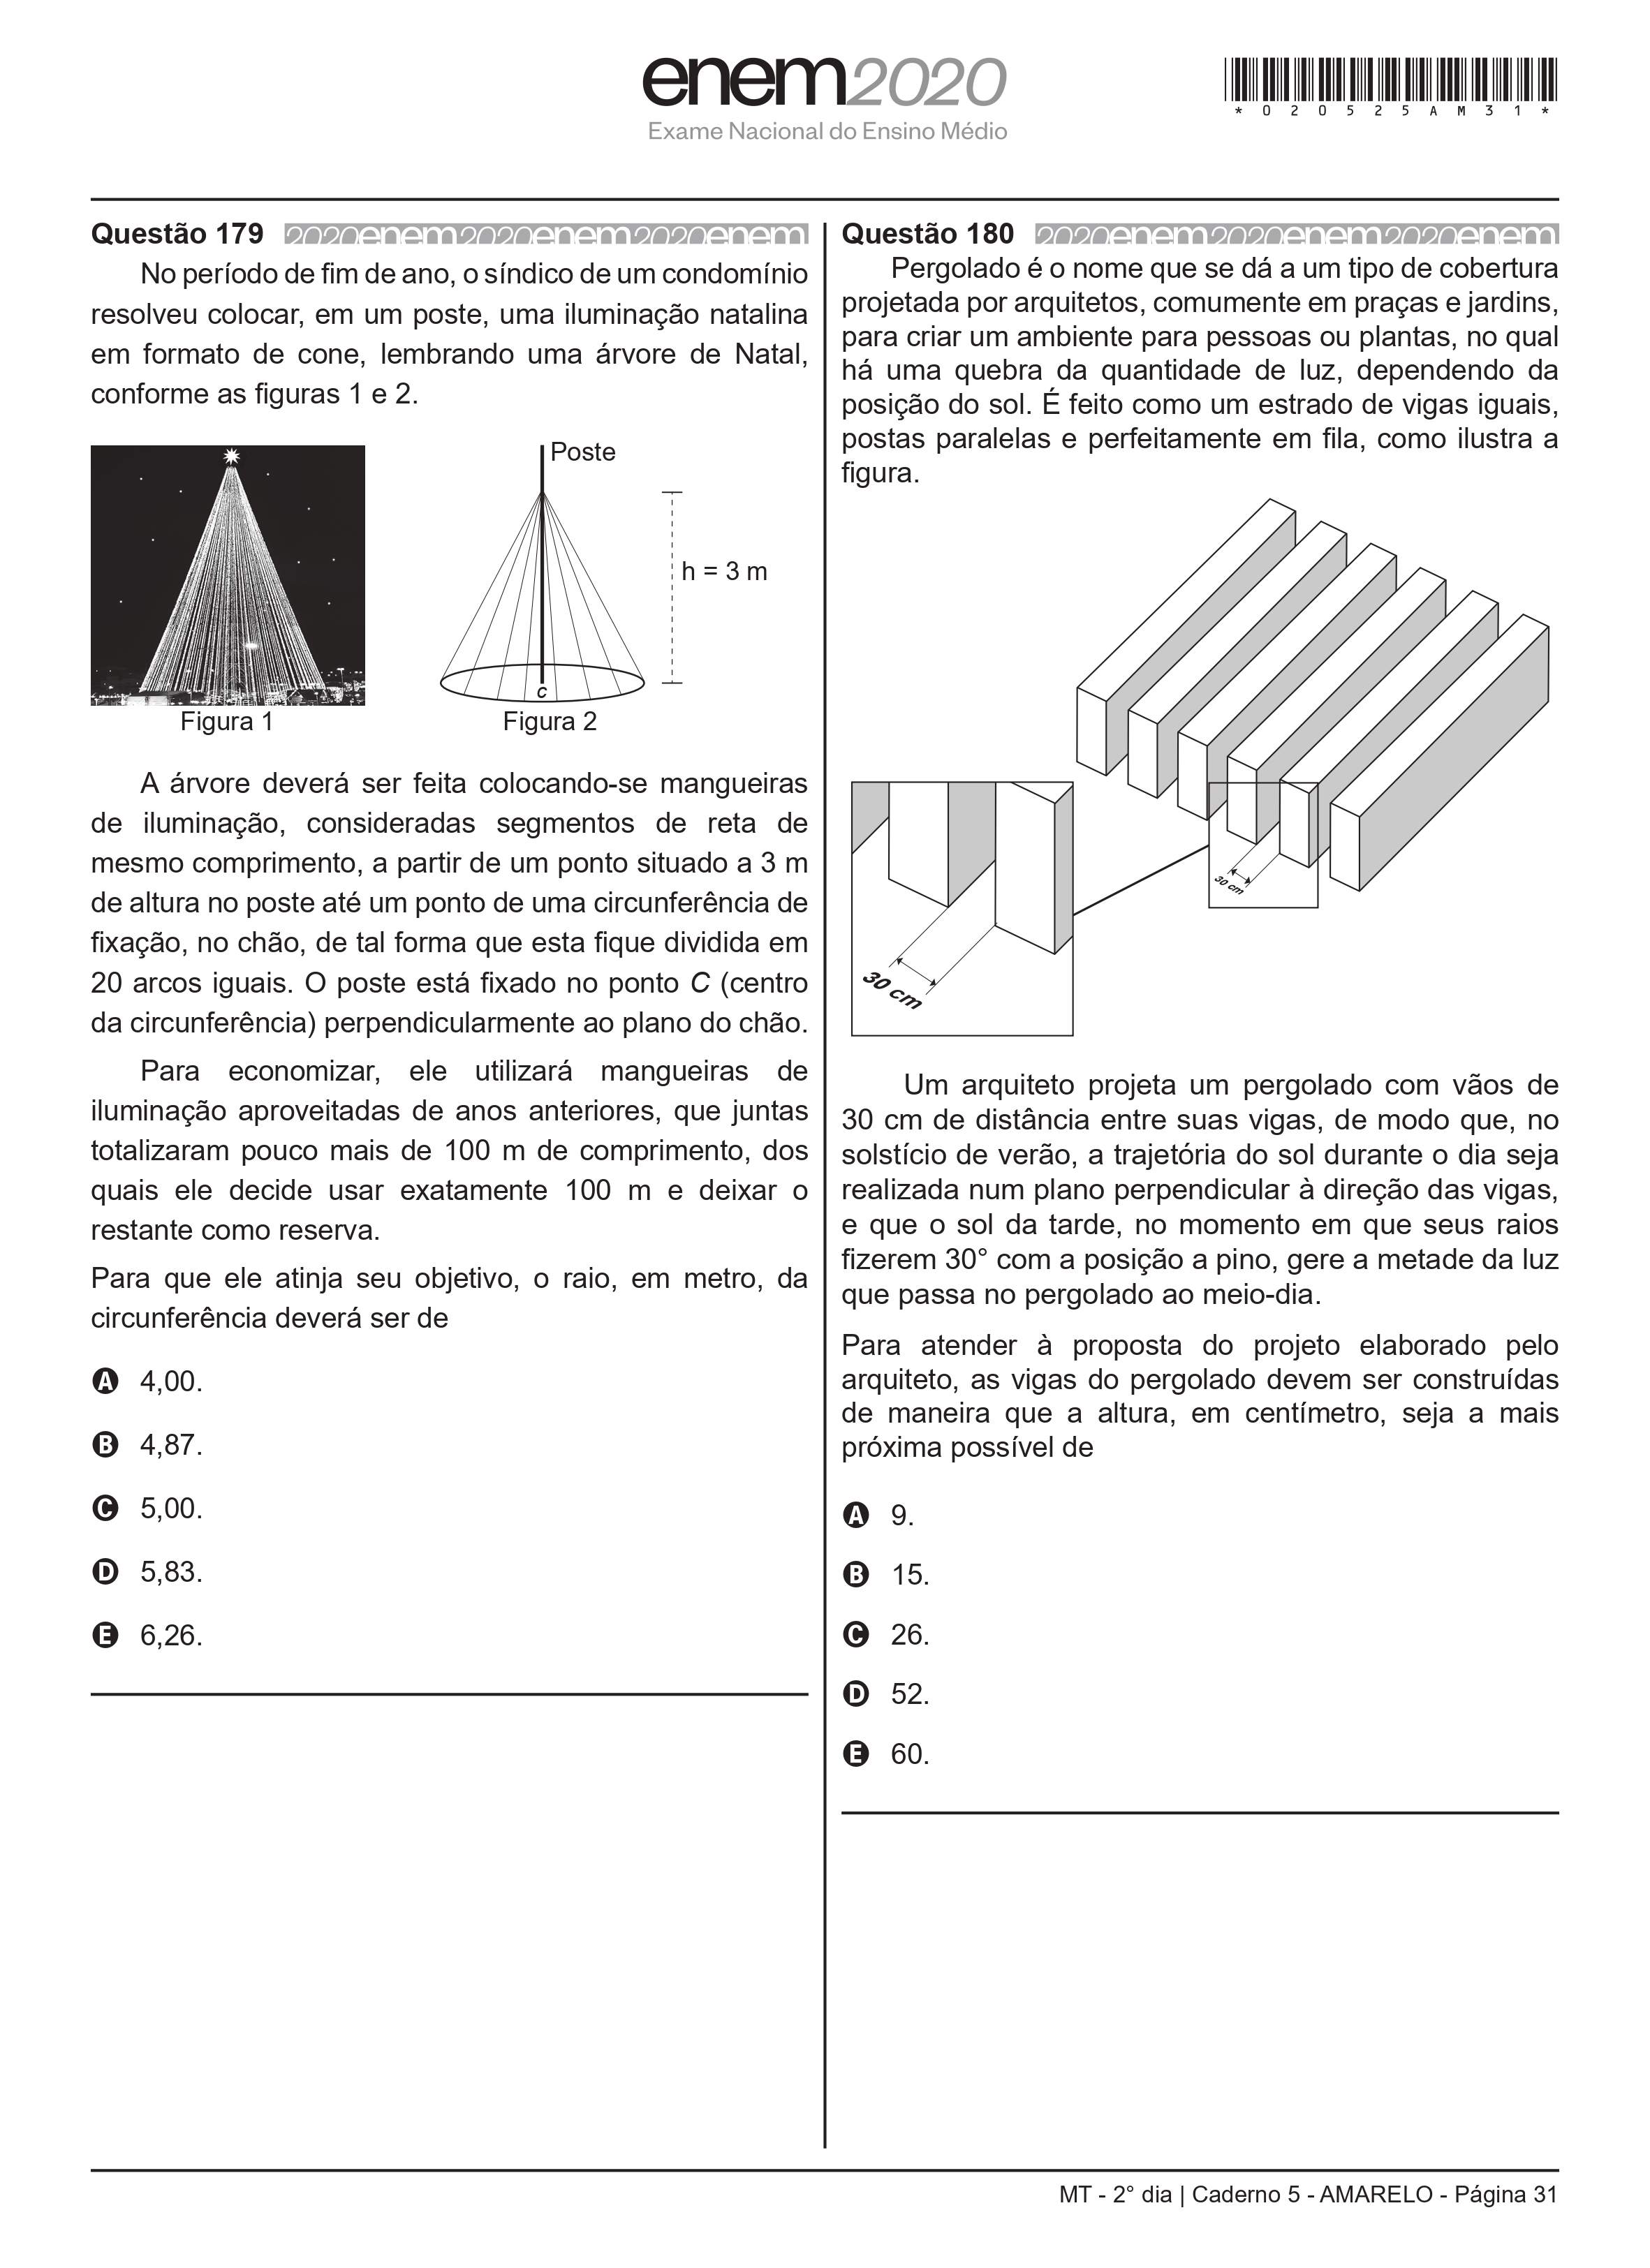 enem2020
Exame Nacional do Ensino Médio
*020525AM31*
Questão 179 2020enem2020enem2020enem
No período de fim de ano, o síndico de um condomínio
resolveu colocar, em um poste, uma iluminação natalina
em formato de cone, lembrando uma árvore de Natal,
conforme as figuras 1 e 2.
Poste
h = 3 m
C
Figura 1
Figura 2
A árvore deverá ser feita colocando-se mangueiras
de iluminação, consideradas segmentos de reta de
mesmo comprimento, a partir de um ponto situado a 3 m
de altura no poste até um ponto de uma circunferência de
fixação, no chão, de tal forma que esta fique dividida em
20 arcos iguais. O poste está fixado no ponto C (centro
da circunferência) perpendicularmente ao plano do chão.
Para economizar, ele utilizará mangueiras de
iluminação aproveitadas de anos anteriores, que juntas
totalizaram pouco mais de 100 m de comprimento, dos
quais ele decide usar exatamente 100 m e deixar o
restante como reserva.
Para que ele atinja seu objetivo, o raio, em metro, da
circunferência deverá ser de
A 4,00.
B 4,87.
C 5,00.
D 5,83.
E 6,26.
Questão 180 2020enem2020enem2020enem
Pergolado é o nome que se dá a um tipo de cobertura
projetada por arquitetos, comumente em praças e jardins,
para criar um ambiente para pessoas ou plantas, no qual
há uma quebra da quantidade de luz, dependendo da
posição do sol. É feito como um estrado de vigas iguais,
postas paralelas e perfeitamente em fila, como ilustra a
figura.
30 cm
30 cm
Um arquiteto projeta um pergolado com vãos de
30 cm de distância entre suas vigas, de modo que, no
solstício de verão, a trajetória do sol durante o dia seja
realizada num plano perpendicular à direção das vigas,
e que o sol da tarde, no momento em que seus raios
fizerem 30° com a posição a pino, gere a metade da luz
que passa no pergolado ao meio-dia.
Para atender à proposta do projeto elaborado pelo
arquiteto, as vigas do pergolado devem ser construídas
de maneira que a altura, em centímetro, seja a mais
próxima possível de
A 9.
B 15.
C 26.
D 52.
E 60.
MT - 2° dia | Caderno 5 - AMARELO - Página 31